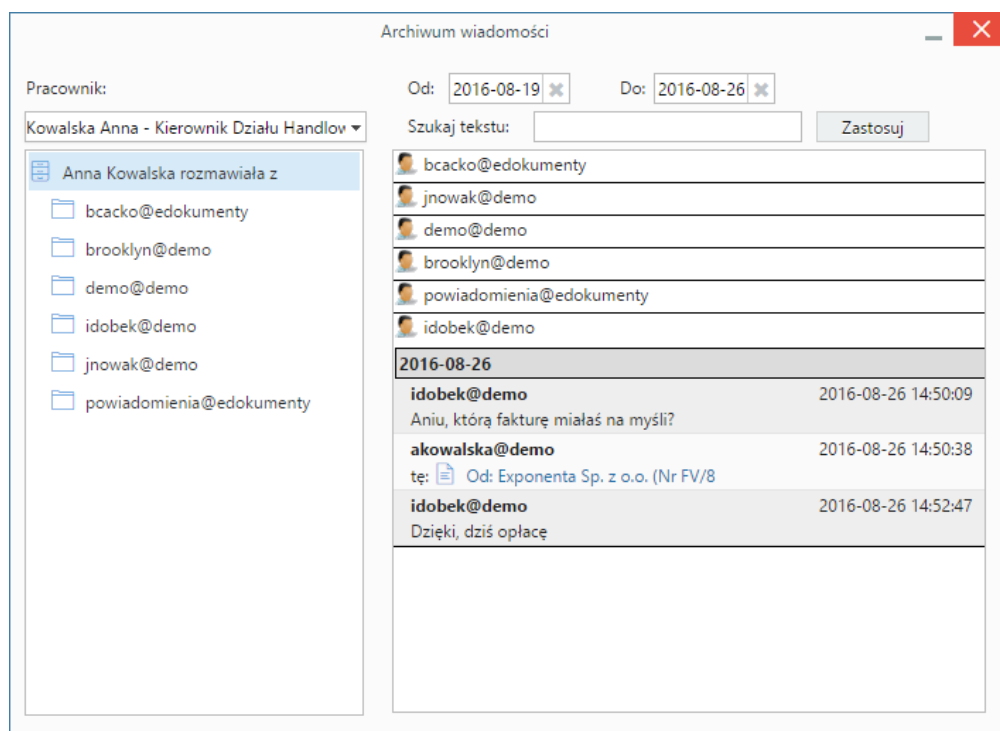 Archiwum wiadomości
Pracownik:
Kowalska Anna - Kierownik Działu Handlow
Anna Kowalska rozmawiała z
bcacko@edokumenty
brooklyn@demo
demo@demo
idobek@demo
jnowak@demo
powiadomienia@edokumenty
Od: 2016-08-19 Do: 2016-08-26
Szukaj tekstu: Zastosuj
bcacko@edokumenty
jnowak@demo
demo@demo
brooklyn@demo
powiadomienia@edokumenty
idobek@demo
2016-08-26
idobek@demo 2016-08-26 14:50:09
Aniu, którą fakturę miałaś na myśli?
akowalska@demo 2016-08-26 14:50:38
tę: Od: Exponenta Sp. z o.o. (Nr FV/8
idobek@demo 2016-08-26 14:52:47
Dzięki, dziś opłacę